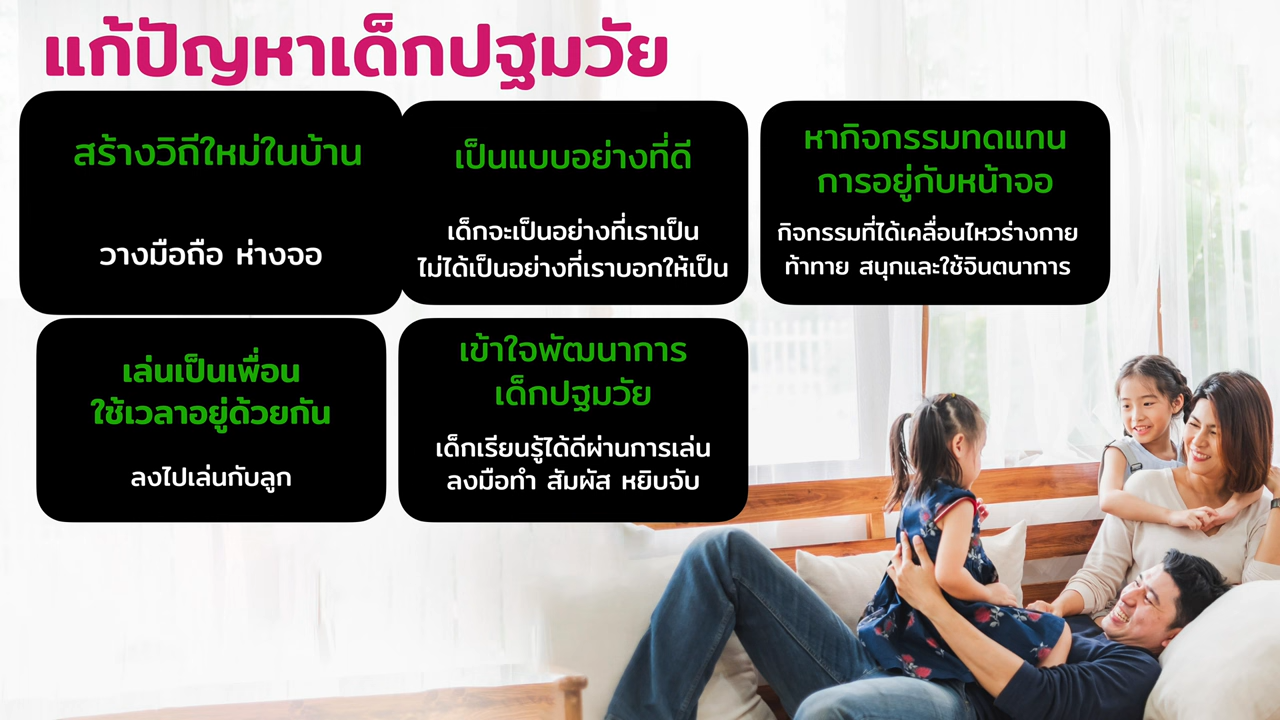 แก้ปัญหาเด็กปฐมวัย
สร้างวิถีใหม่ในบ้าน
วางมือถือ ห่างจอ
เป็นแบบอย่างที่ดี
เด็กจะเป็นอย่างที่เราเป็น
ไม่ได้เป็นอย่างที่เราบอกให้เป็น
หากิจกรรมทดแทน
การอยู่กับหน้าจอ
กิจกรรมที่ได้เคลื่อนไหวร่างกาย
ท้าทาย สนุกและใช้จินตนาการ
เล่นเป็นเพื่อน
ใช้เวลาอยู่ด้วยกัน
ลงไปเล่นกับลูก
เข้าใจพัฒนาการ
เด็กปฐมวัย
เด็กเรียนรู้ได้ดีผ่านการเล่น
ลงมือทำ สัมผัส หยิบจับ